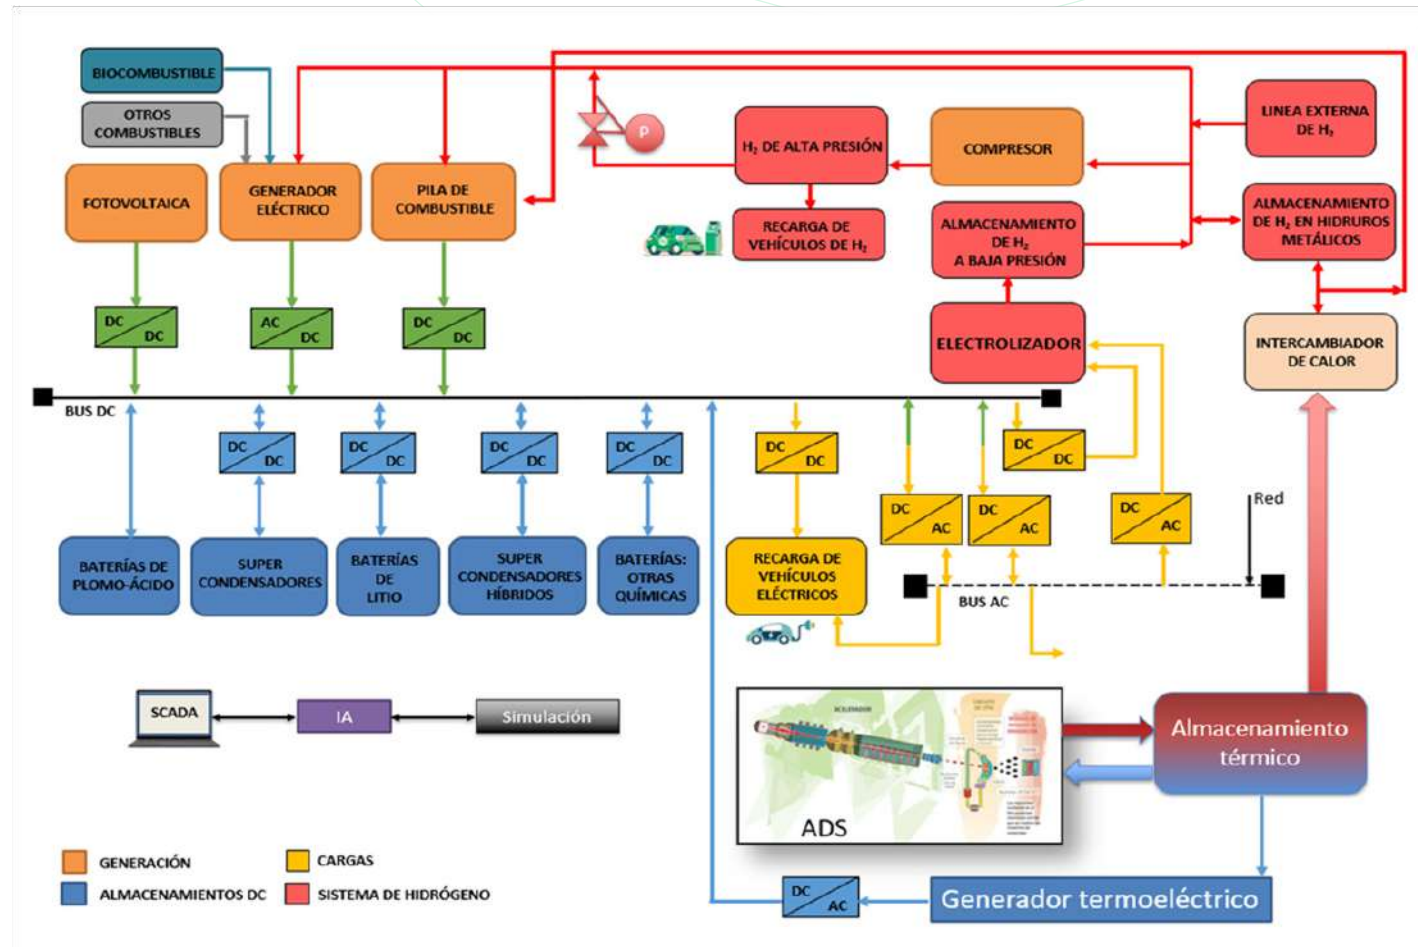 BIOCOMBUSTIBLE
OTROS
COMBUSTIBLES
FOTOVOLTAICA
GENERADOR
ELÉCTRICO
PILA DE
COMBUSTIBLE
P
H₂ DE ALTA PRESIÓN
COMPRESOR
LINEA EXTERNA
DE H₂
RECARGA DE
VEHÍCULOS DE H₂
ALMACENAMIENTO
DE H₂
A BAJA PRESIÓN
ALMACENAMIENTO
DE H₂ EN HIDRUROS
METÁLICOS
DC
DC
AC
DC
DC
DC
ELECTROLIZADOR
INTERCAMBIADOR
DE CALOR
BUS DC
DC
DC
DC
DC
DC
DC
DC
DC
DC
DC
DC
DC
DC
AC
DC
AC
DC
AC
Red
BATERÍAS DE
PLOMO-ÁCIDO
SUPER
CONDENSADORES
BATERÍAS
DE
LITIO
SUPER
CONDENSADORES
HÍBRIDOS
BATERÍAS:
OTRAS
QUÍMICAS
RECARGA DE
VEHÍCULOS
ELÉCTRICOS
BUS AC
SCADA
IA
Simulación
ACELERADOR
ADS
Almacenamiento
térmico
GENERACIÓN
CARGAS
ALMACENAMIENTOS DC
SISTEMA DE HIDRÓGENO
DC
AC
Generador termoeléctrico